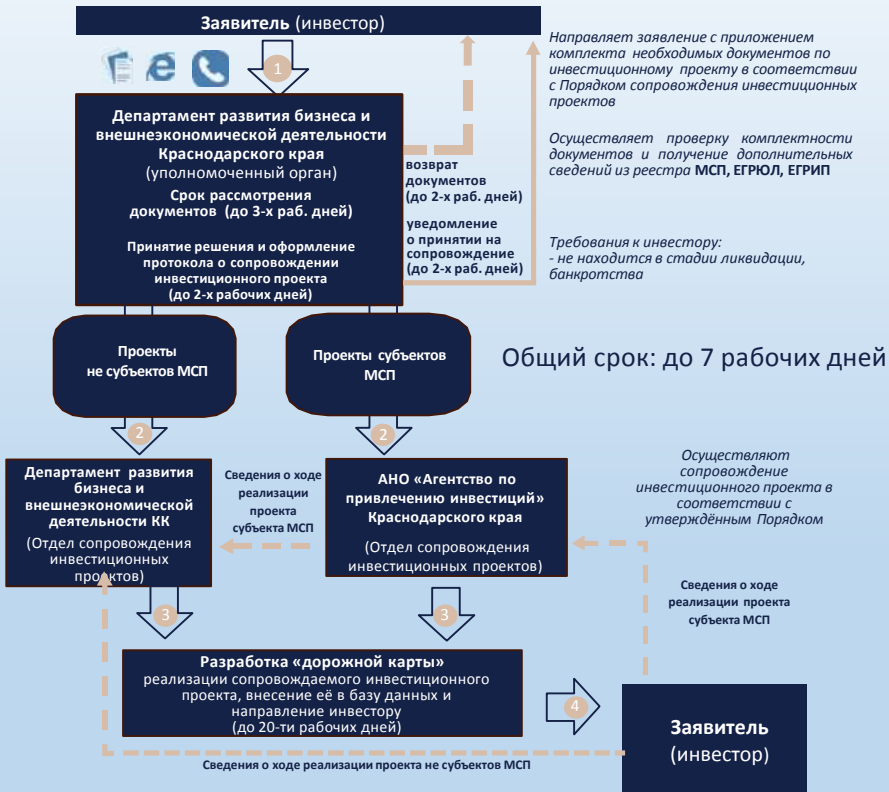 Заявитель (инвестор)
1
Направляет заявление с приложением
комплекта необходимых документов по
инвестиционному проекту в соответствии
с Порядком сопровождения инвестиционных
проектов
Департамент развития бизнеса и
внешнеэкономической деятельности
Краснодарского края
(уполномоченный орган)
Срок рассмотрения
документов (до 3-х раб. дней)
Принятие решения и оформление
протокола о сопровождении
инвестиционного проекта
(до 2-х рабочих дней)
возврат
документов
(до 2-х раб. дней)
уведомление
о принятии на
сопровождение
(до 2-х раб. дней)
Осуществляет проверку комплектности
документов и получение дополнительных
сведений из реестра МСП, ЕГРЮЛ, ЕГРИП
Требования к инвестору:
- не находится в стадии ликвидации,
банкротства
Проекты
не субъектов МСП
Проекты субъектов
МСП
Общий срок: до 7 рабочих дней
2
2
Департамент развития
бизнеса и
внешнеэкономической
деятельности КК
(Отдел сопровождения
инвестиционных
проектов)
Сведения о ходе
реализации
проекта
субъекта МСП
АНО «Агентство по
привлечению инвестиций»
Краснодарского края
(Отдел сопровождения
инвестиционных проектов)
Осуществляют
сопровождение
инвестиционного проекта в
соответствии с
утверждённым Порядком
Сведения о ходе
реализации проекта
субъекта МСП
3
3
Разработка «дорожной карты»
реализации сопровождаемого инвестиционного
проекта, внесение её в базу данных и
направление инвестору
(до 20-ти рабочих дней)
4
Заявитель
(инвестор)
Сведения о ходе реализации проекта не субъектов МСП